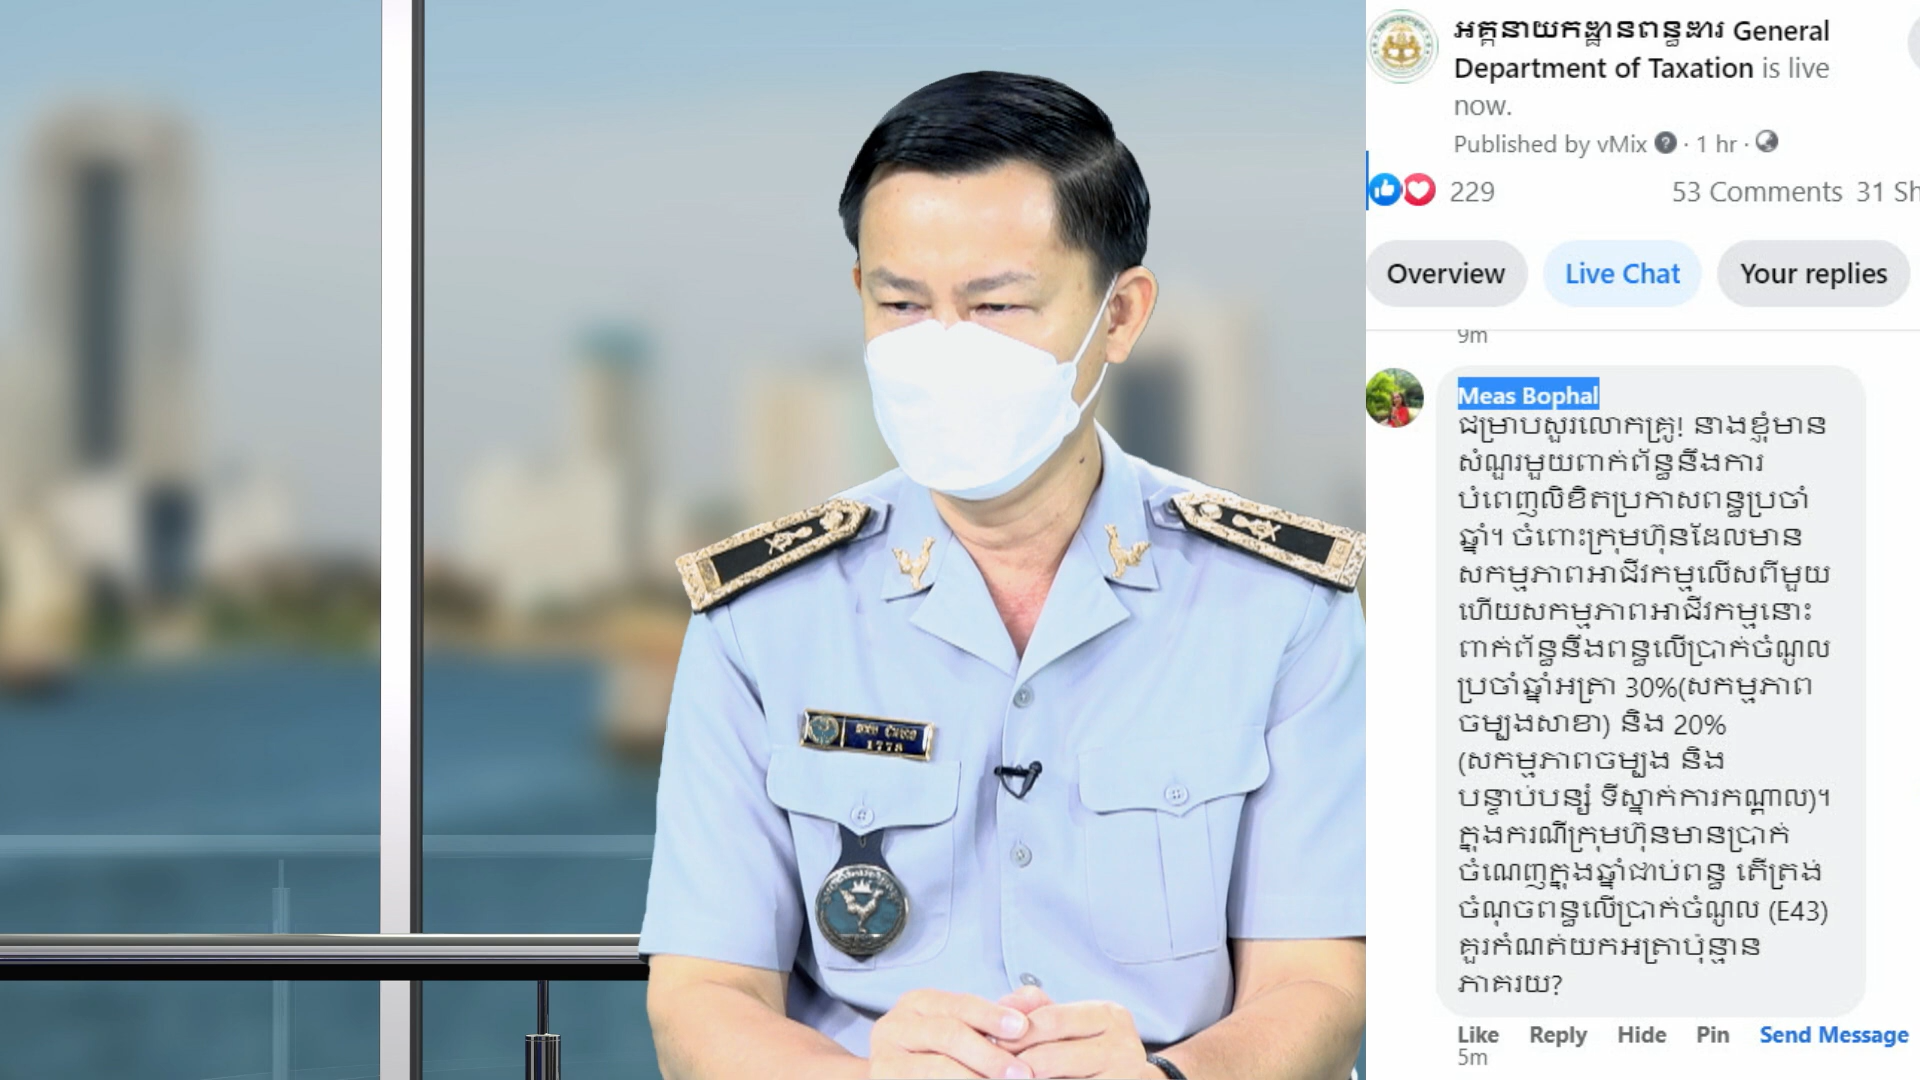 អគ្គនាយកដ្ឋានពន្ធដារ General
Department of Taxation is live
now.
Published by vMix · 1 hr ·
229
53 Comments 31 Sh
Overview
Live Chat
Your replies
9m
Meas Bophal
ជម្រាបសួរលោកគ្រូ! នាងខ្ញុំមាន
សំណួរមួយពាក់ព័ន្ធនឹងការ
បំពេញលិខិតប្រកាសពន្ធប្រចាំ
ឆ្នាំ។ ចំពោះក្រុមហ៊ុនដែលមាន
សកម្មភាពអាជីវកម្មលើសពីមួយ
ហើយសកម្មភាពអាជីវកម្មនោះ
ពាក់ព័ន្ធនឹងពន្ធលើប្រាក់ចំណូល
ប្រចាំឆ្នាំអត្រា 30%(សកម្មភាព
ចម្បងសាខា) និង 20%
(សកម្មភាពចម្បង និង
បន្ទាប់បន្សំ ទីស្នាក់ការកណ្តាល)។
ក្នុងករណីក្រុមហ៊ុនមានប្រាក់
ចំណេញក្នុងឆ្នាំជាប់ពន្ធ តើត្រង់
ចំណុចពន្ធលើប្រាក់ចំណូល (E43)
គួរកំណត់យកអត្រាប៉ុន្មាន
ភាគរយ?
Like Reply Hide Pin Send Message
5m
1778